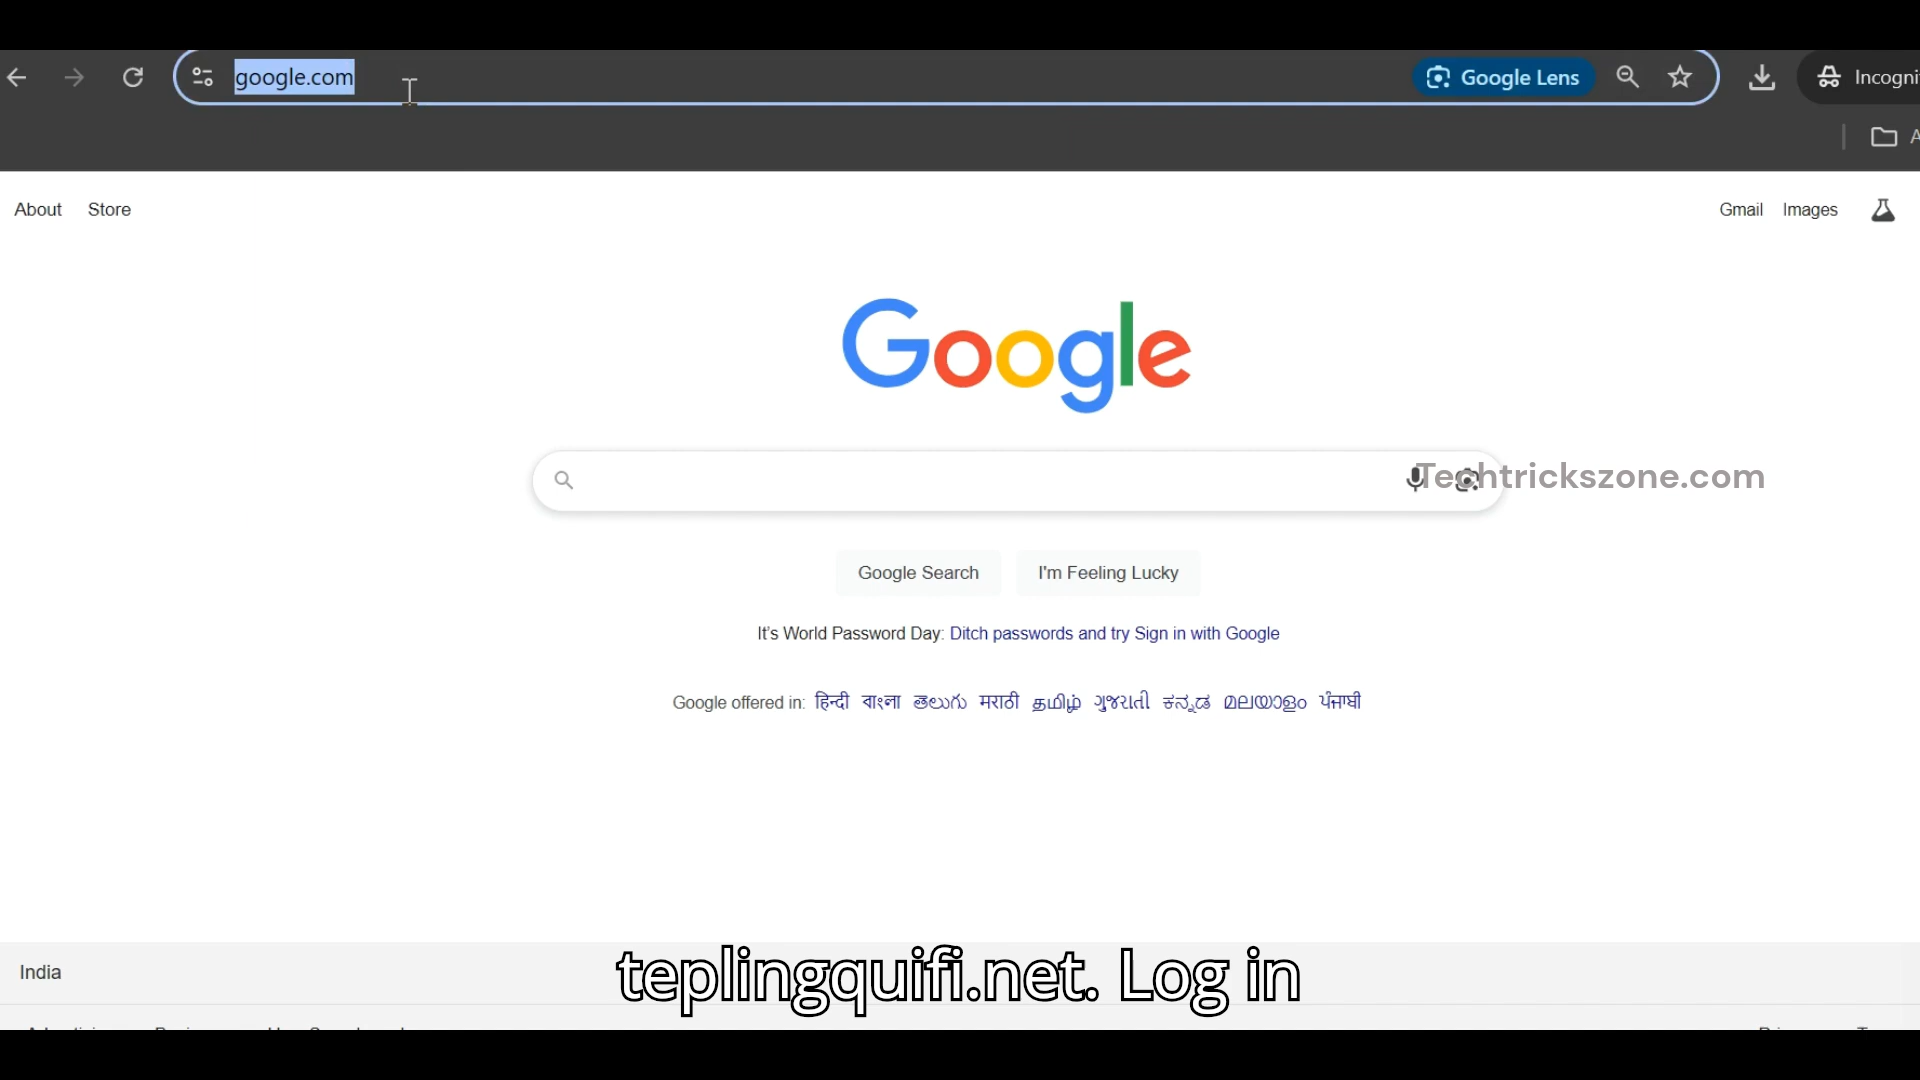 google.com
Google Lens
Incogni
A
About Store
Gmail Images
Google
Techtrickszone.com
Google Search I'm Feeling Lucky
It's World Password Day: Ditch passwords and try Sign in with Google
Google offered in: हिन्दी বাংলা తెలుగు मराठी தமிழ் ગુજરાતી ಕನ್ನಡ മലയാളം ਪੰਜਾਬੀ
India
teplingquifi.net. Log in